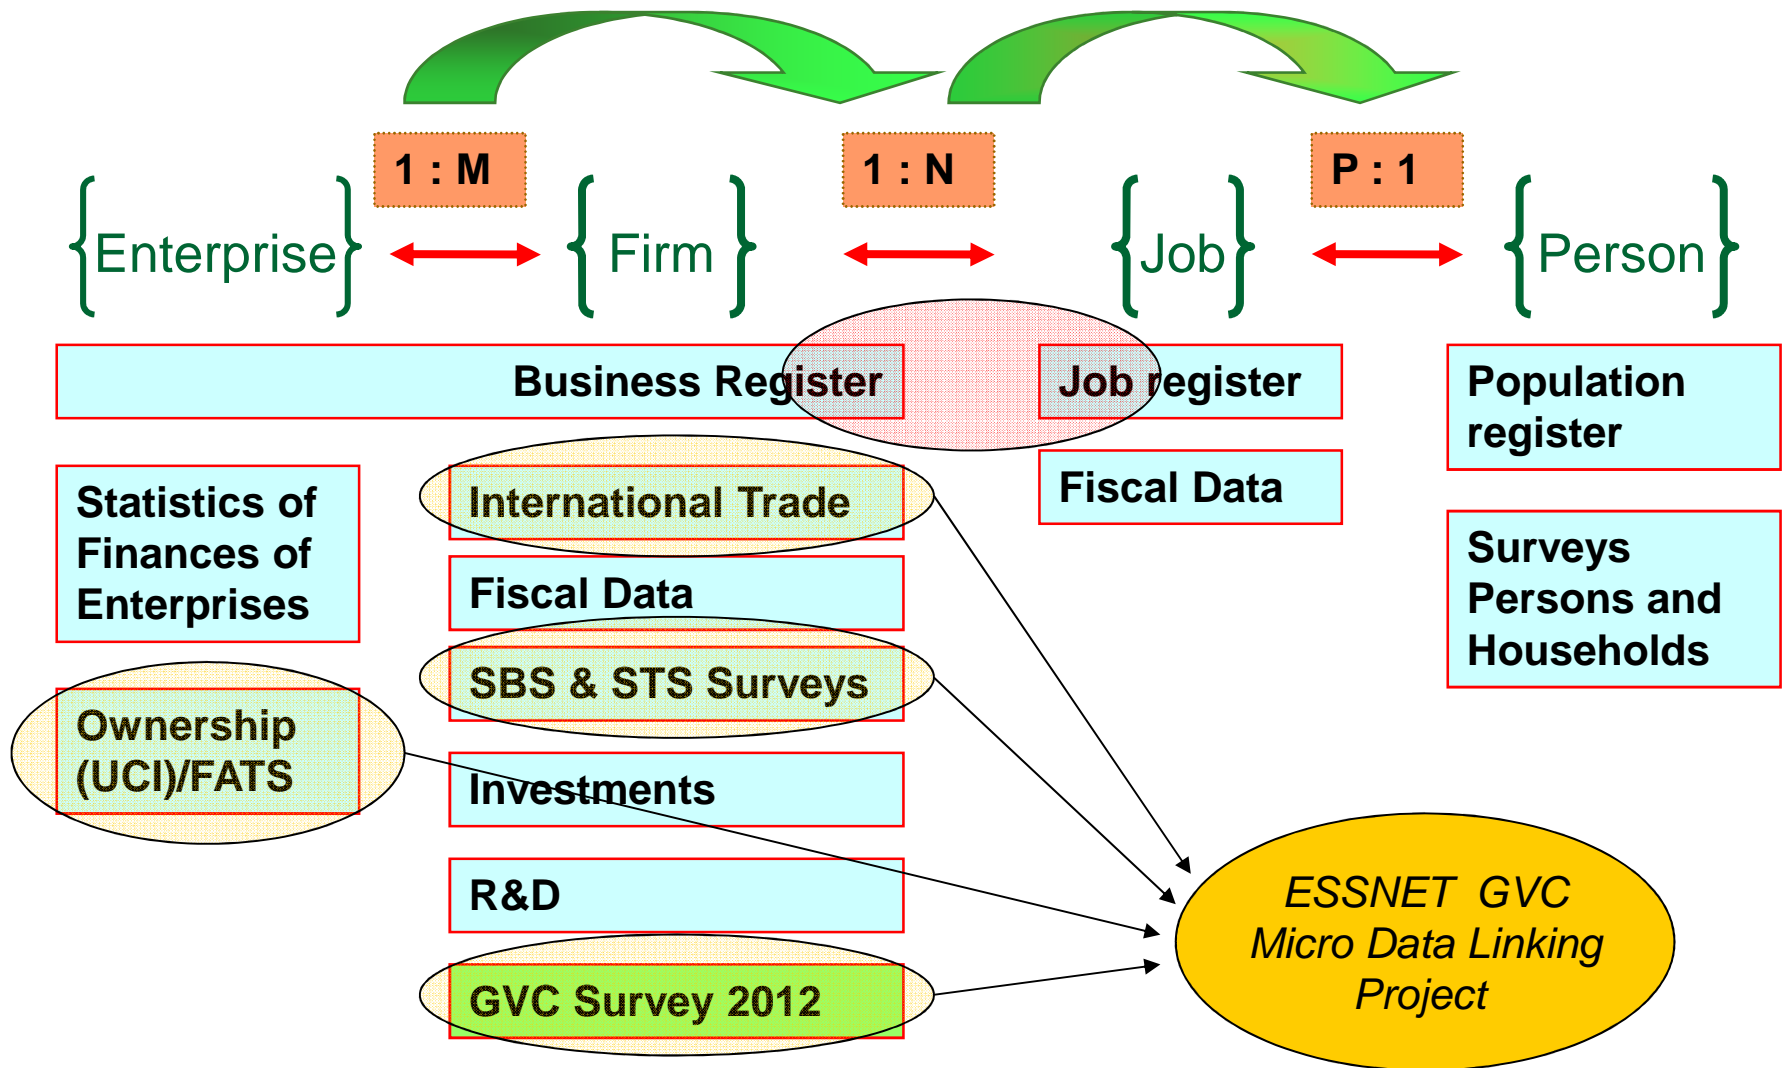 1 : M
1 : N
P : 1
Enterprise
Firm
Job
Person
Business Register
Job register
Population
register
Statistics of
Finances of
Enterprises
International Trade
Fiscal Data
Fiscal Data
Surveys
Persons and
Households
SBS & STS Surveys
Ownership
(UCI)/FATS
Investments
R&D
GVC Survey 2012
ESSNET GVC
Micro Data Linking
Project